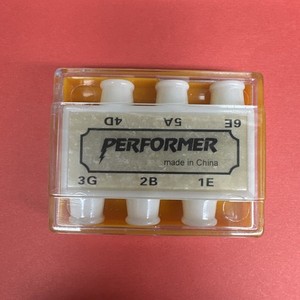 4D 5A 6E
PERFORMER
made in China
3G 2B 1E